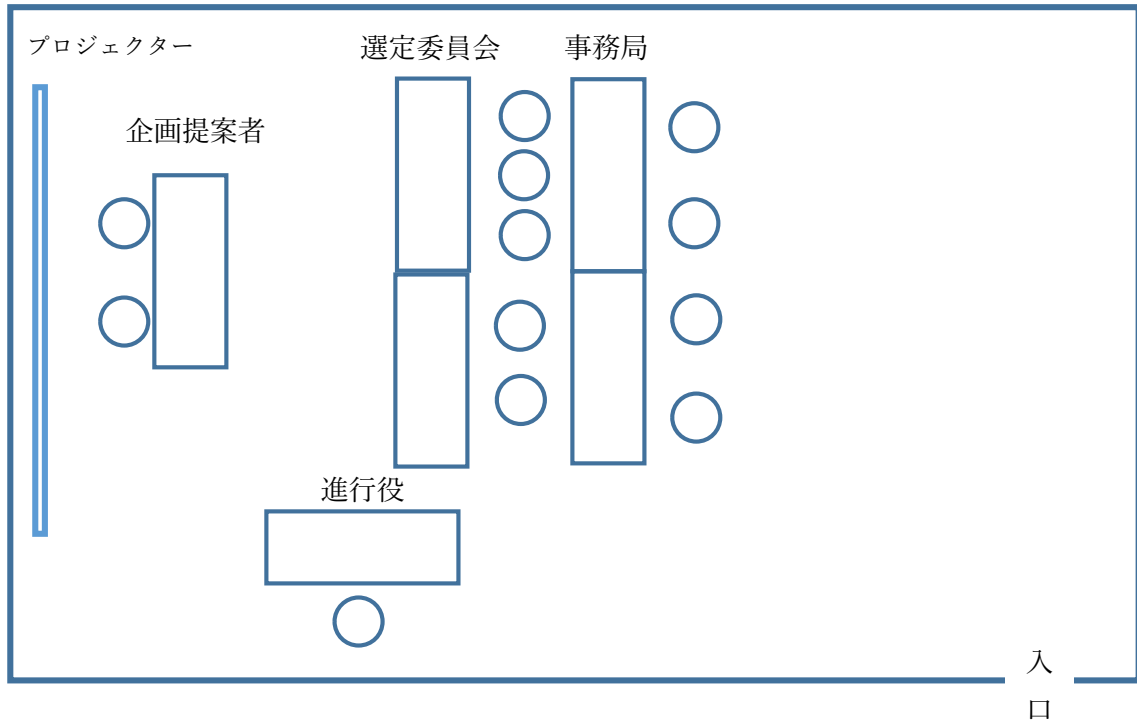 プロジェクター
選定委員会
事務局
企画提案者
進行役
入
口